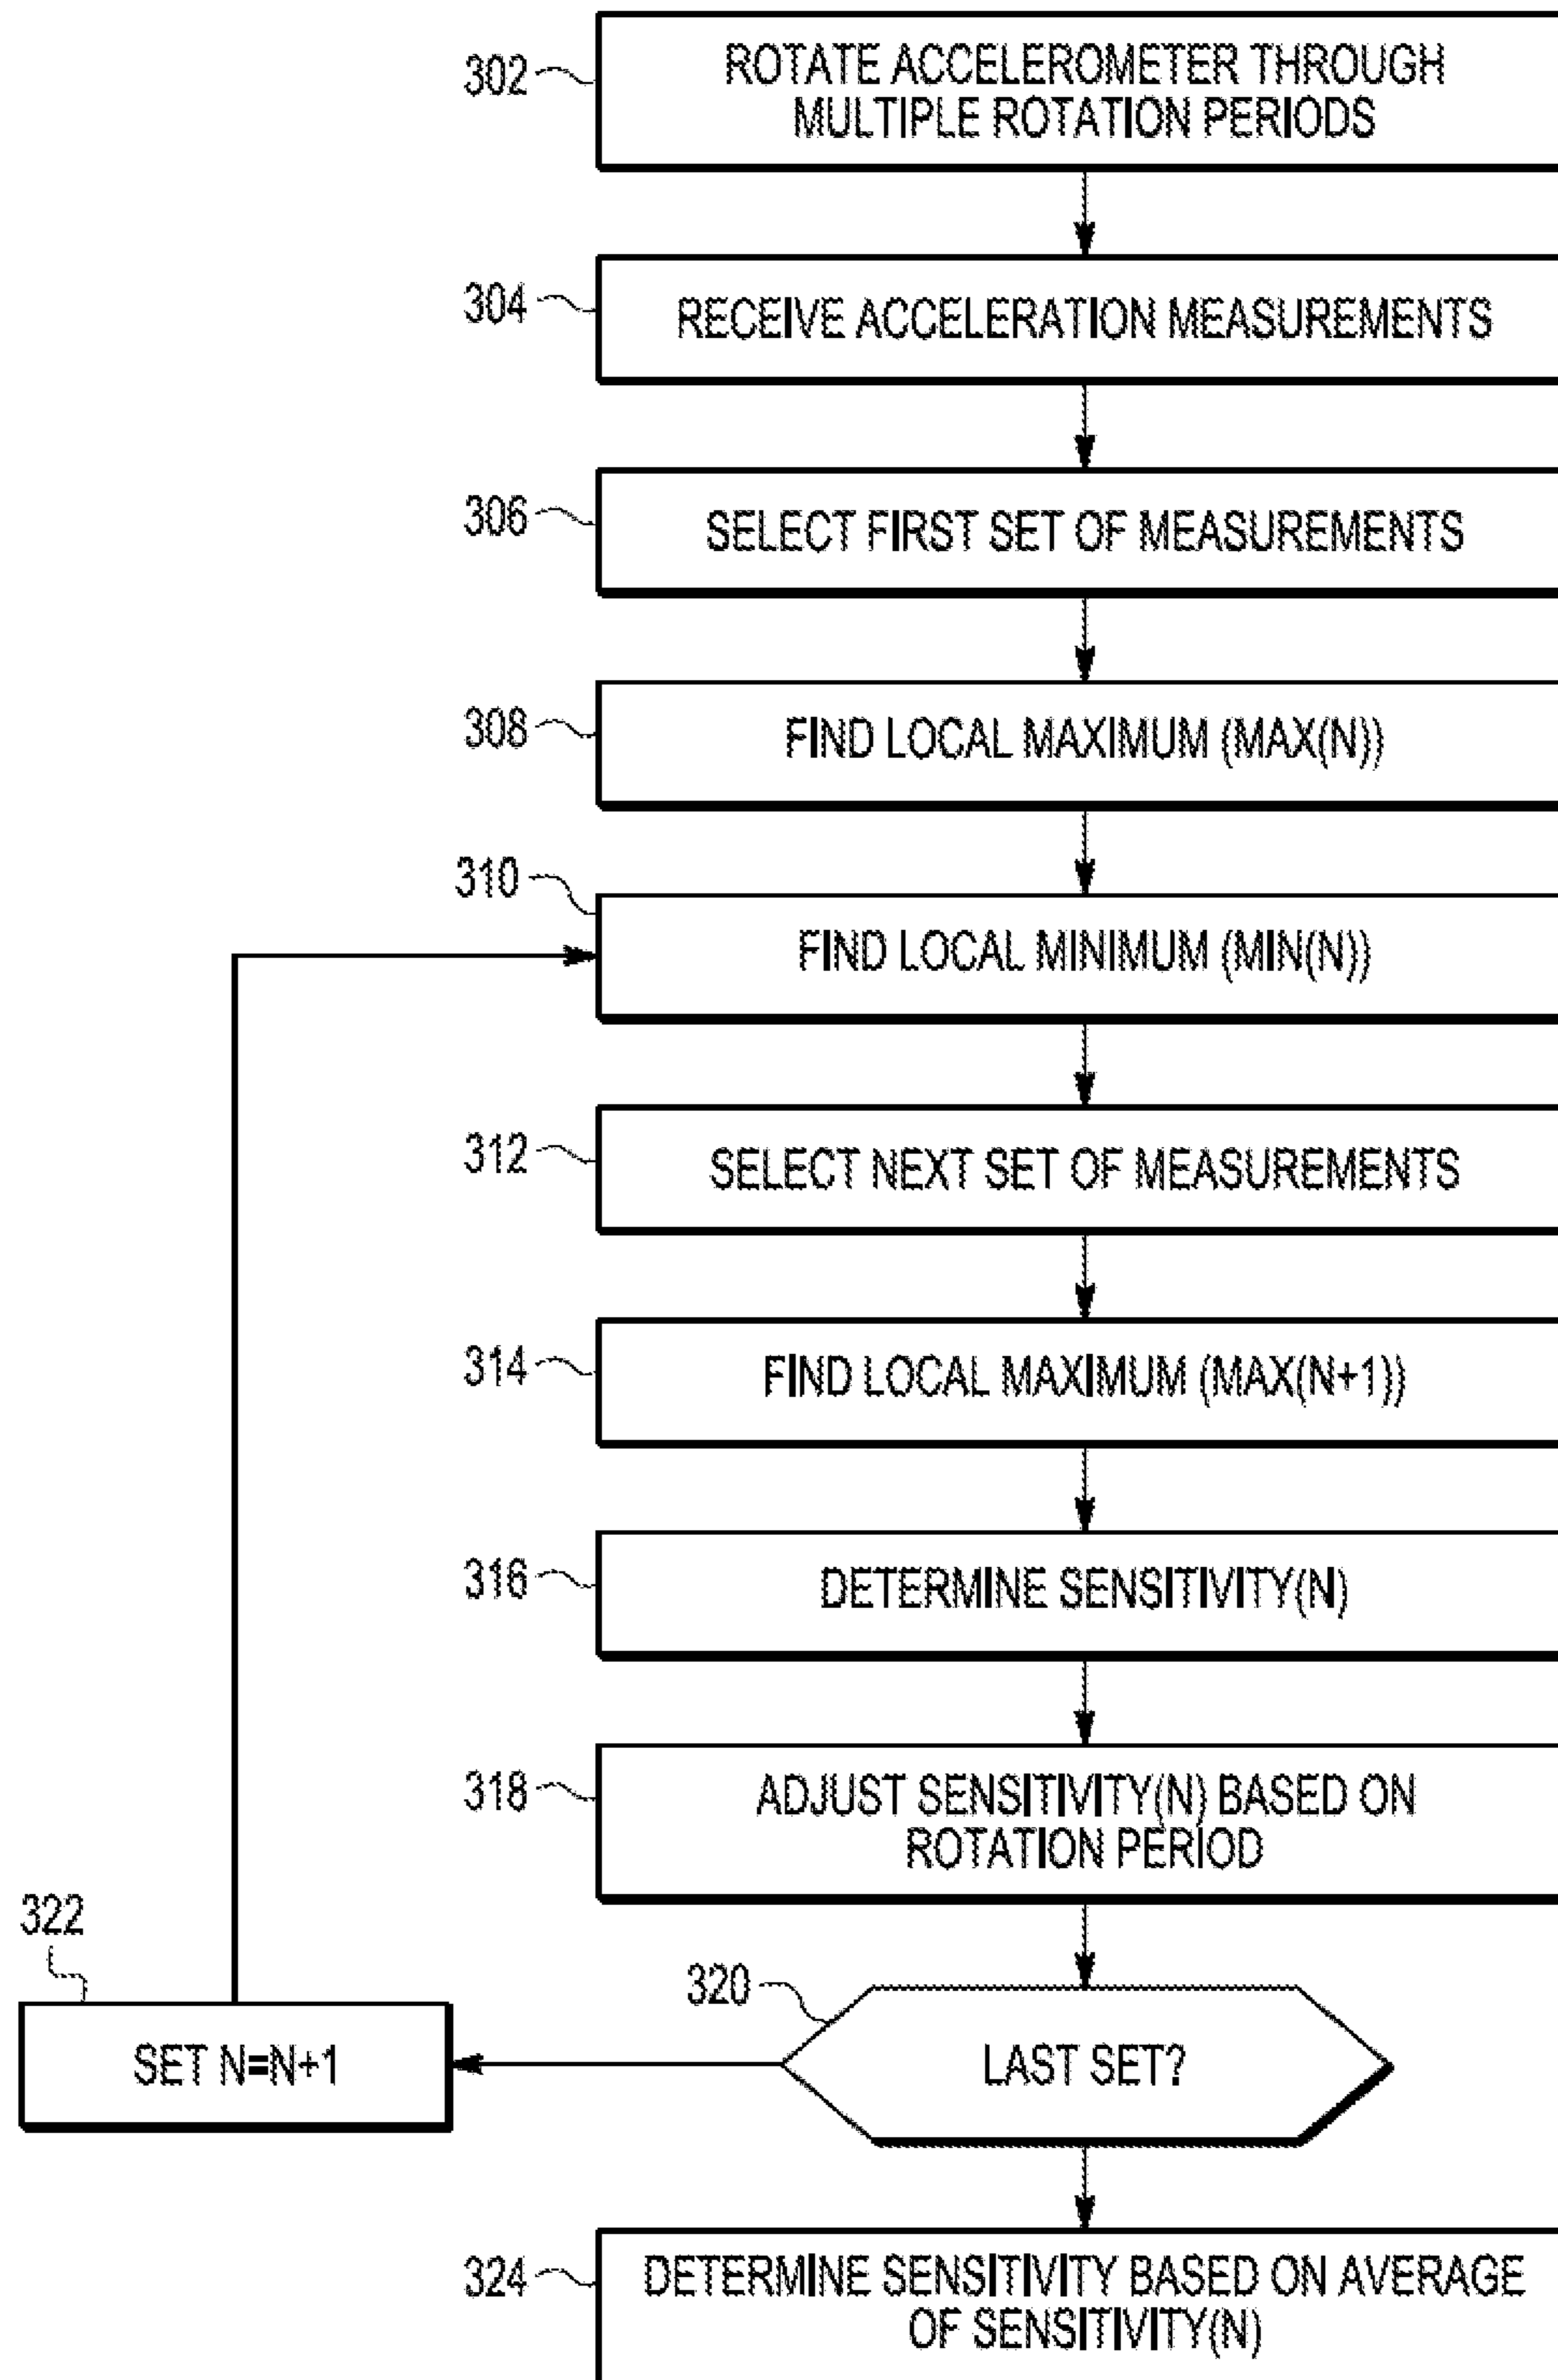 302
ROTATE ACCELEROMETER THROUGH
MULTIPLE ROTATION PERIODS
304
RECEIVE ACCELERATION MEASUREMENTS
306
SELECT FIRST SET OF MEASUREMENTS
308
FIND LOCAL MAXIMUM (MAX(N))
310
FIND LOCAL MINIMUM (MIN(N))
312
SELECT NEXT SET OF MEASUREMENTS
314
FIND LOCAL MAXIMUM (MAX(N+1))
316
DETERMINE SENSITIVITY(N)
318
ADJUST SENSITIVITY(N) BASED ON
ROTATION PERIOD
322
SET N=N+1
320
LAST SET?
324
DETERMINE SENSITIVITY BASED ON AVERAGE
OF SENSITIVITY(N)